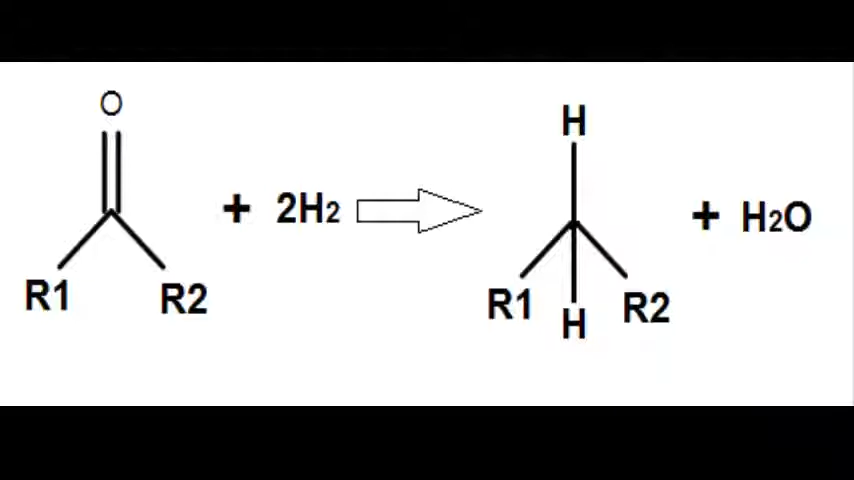 O
H
+ 2H2
+ H2O
R1 R2
R1 H R2